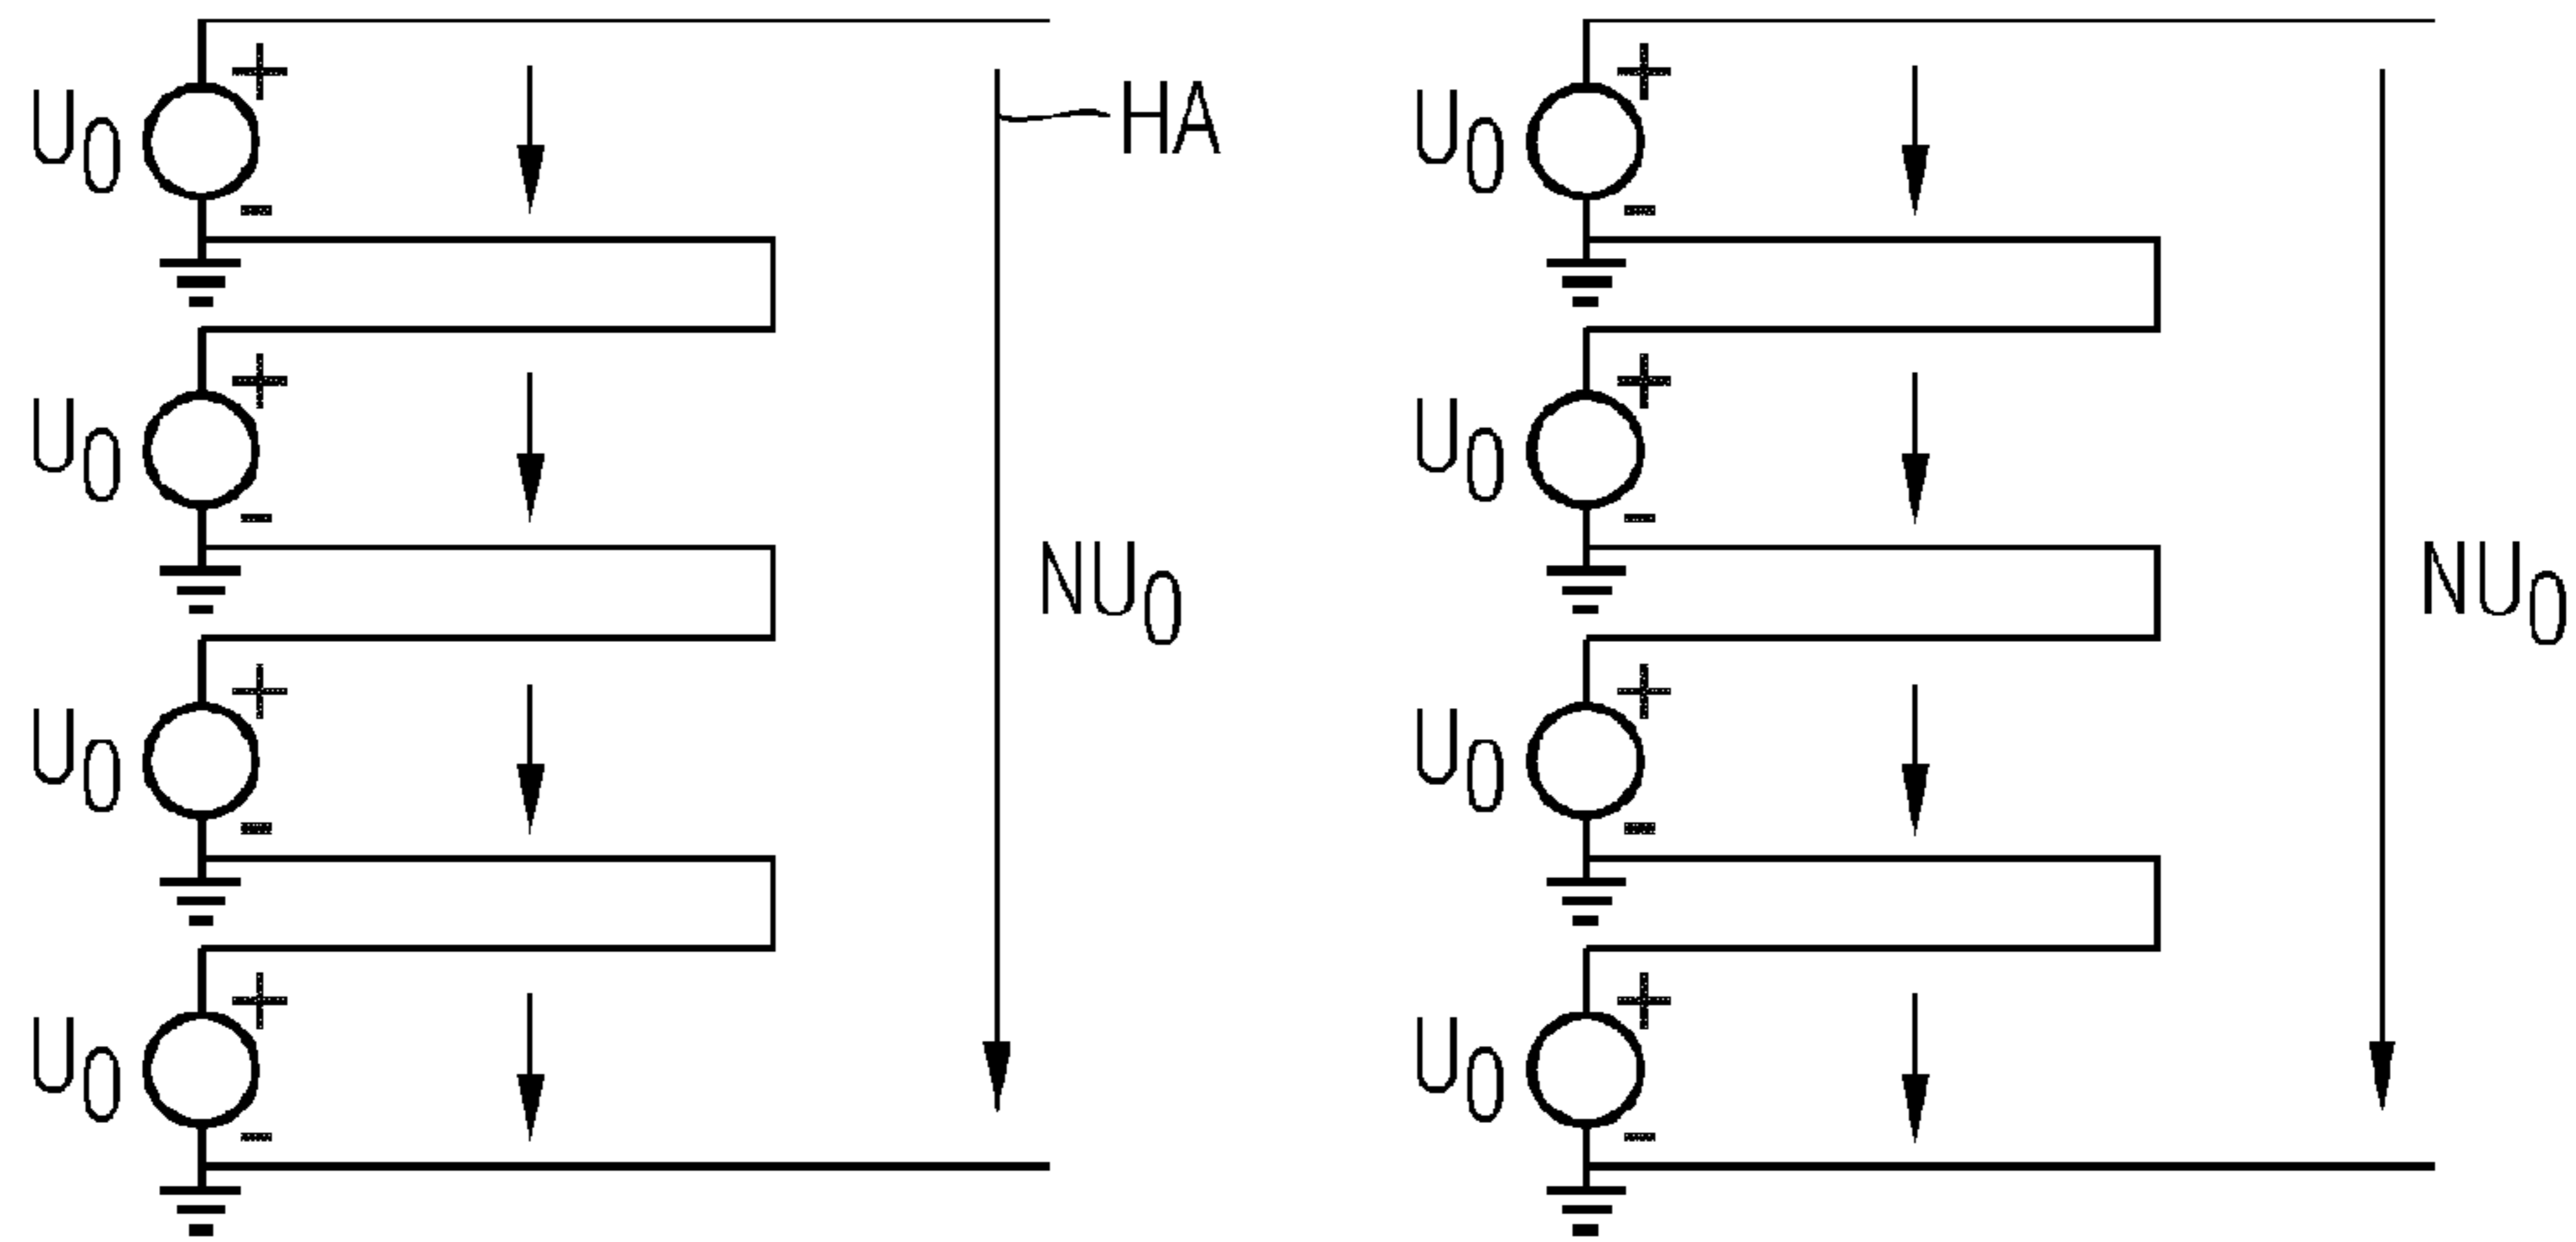 U0 + - HA U0 + -
U0 + - NU0 U0 + - NU0
U0 + - U0 + -
U0 + - U0 + -